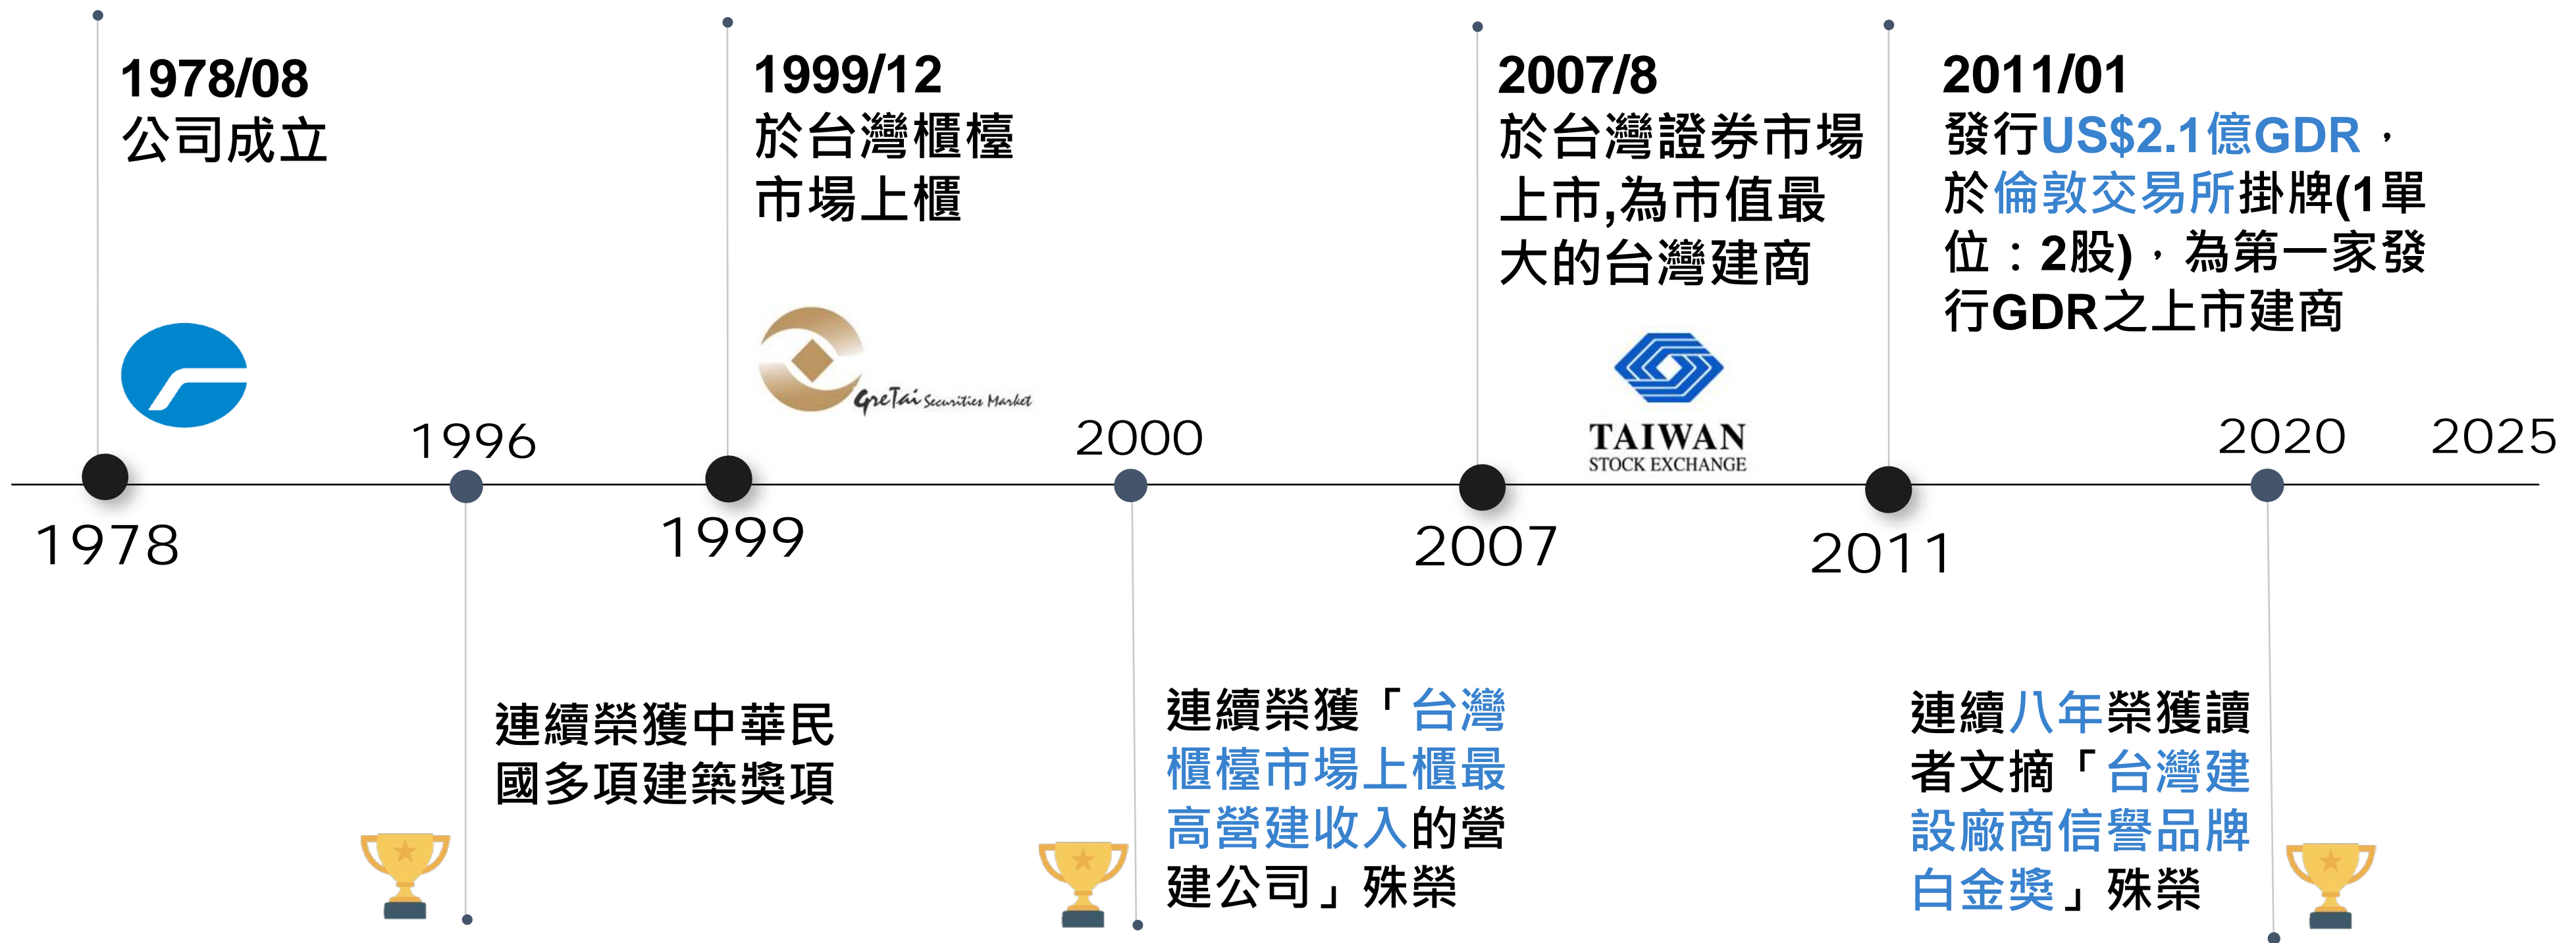 1978/08
公司成立
1999/12
於台灣櫃檯
市場上櫃
GreTai Securities Market
2007/8
於台灣證券市場
上市,為市值最
大的台灣建商
TAIWAN
STOCK EXCHANGE
2011/01
發行US$2.1億GDR，
於倫敦交易所掛牌(1單
位：2股)，為第一家發
行GDR之上市建商
1996
2000
2020
2025
1978
1999
2007
2011
連續榮獲中華民
國多項建築獎項
連續榮獲「台灣
櫃檯市場上櫃最
高營建收入的營
建公司」殊榮
連續八年榮獲讀
者文摘「台灣建
設廠商信譽品牌
白金獎」殊榮